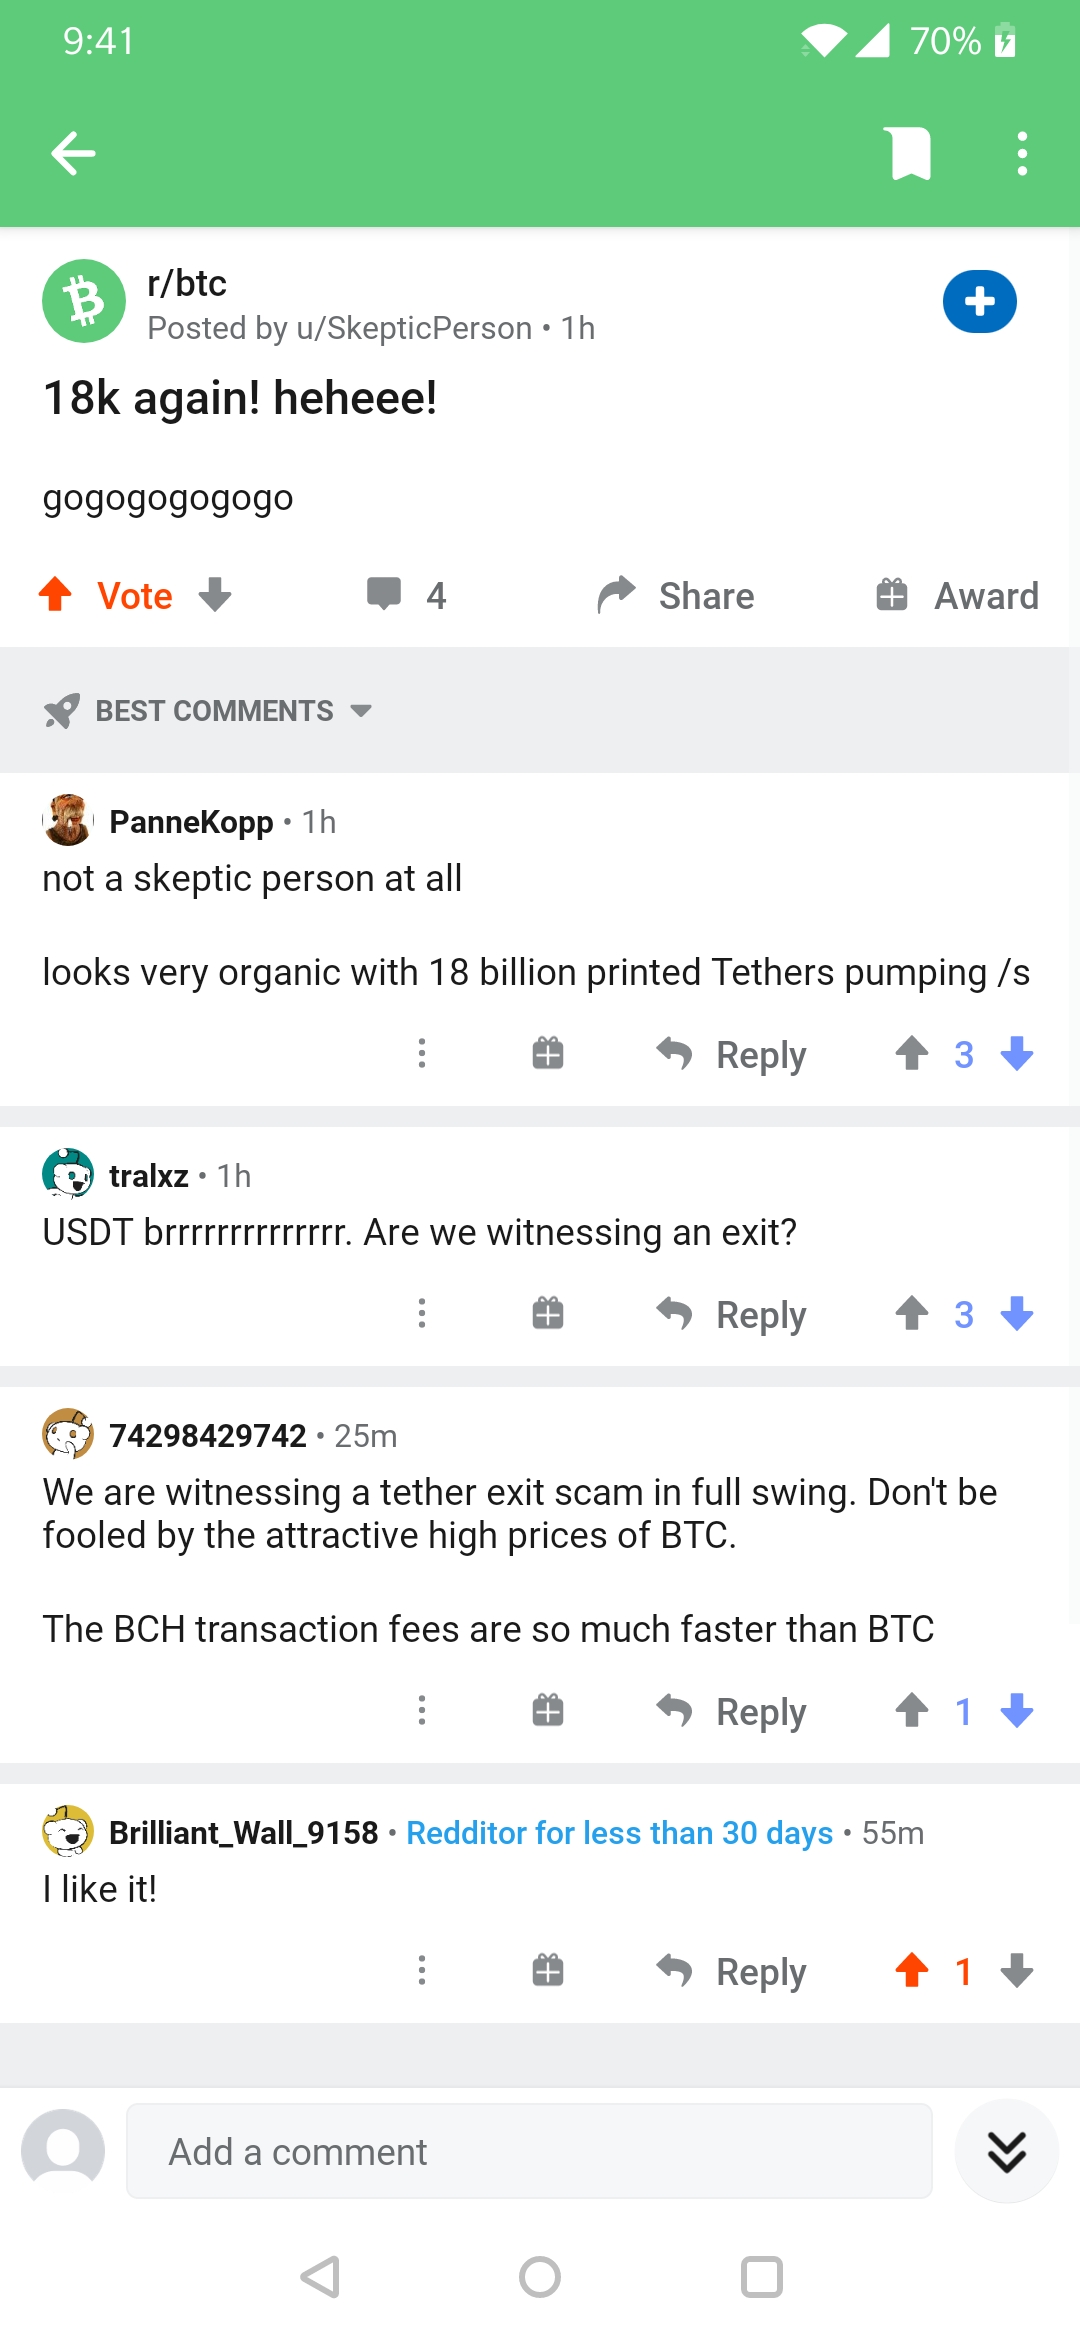 9:41
70%
r/btc
Posted by u/SkepticPerson • 1h
18k again! heheee!
gogogogogogo
Vote
4
Share
Award
BEST COMMENTS
PanneKopp • 1h
not a skeptic person at all
looks very organic with 18 billion printed Tethers pumping /s
Reply
3
tralxz • 1h
USDT brrrrrrrrrrrrrr. Are we witnessing an exit?
Reply
3
74298429742 • 25m
We are witnessing a tether exit scam in full swing. Don't be
fooled by the attractive high prices of BTC.
The BCH transaction fees are so much faster than BTC
Reply
1
Brilliant_Wall_9158 • Redditor for less than 30 days • 55m
I like it!
Reply
1
Add a comment